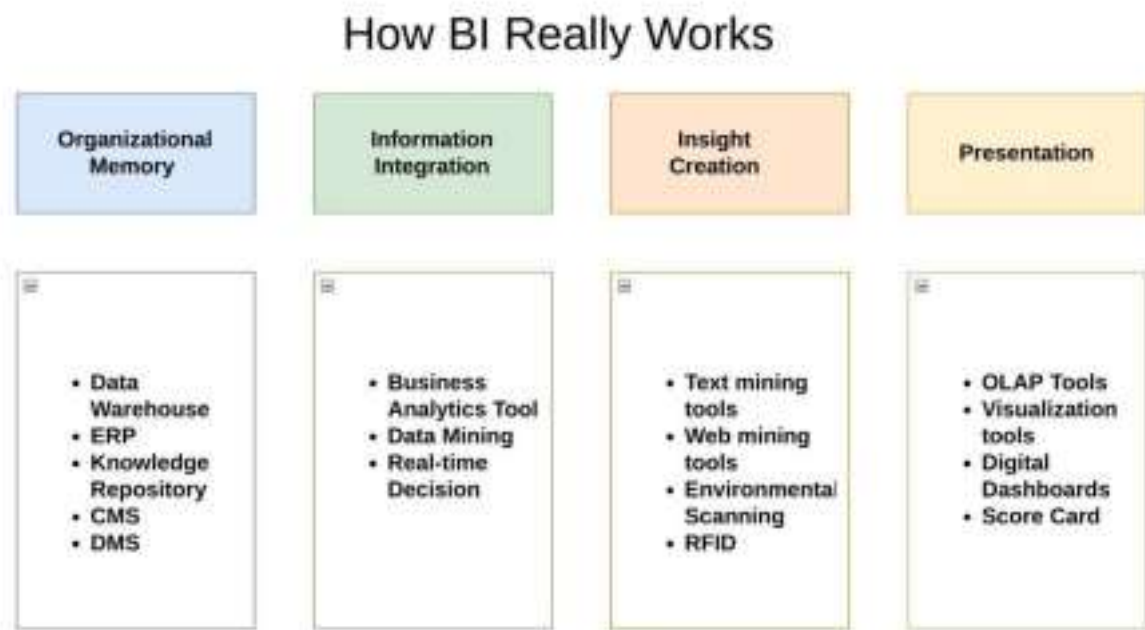 How BI Really Works
Organizational
Memory
Information
Integration
Insight
Creation
Presentation
• Data
Warehouse
• ERP
• Knowledge
Repository
• CMS
• DMS
• Business
Analytics Tool
• Data Mining
• Real-time
Decision
• Text mining
tools
• Web mining
tools
• Environmental
Scanning
• RFID
• OLAP Tools
• Visualization
tools
• Digital
Dashboards
• Score Card